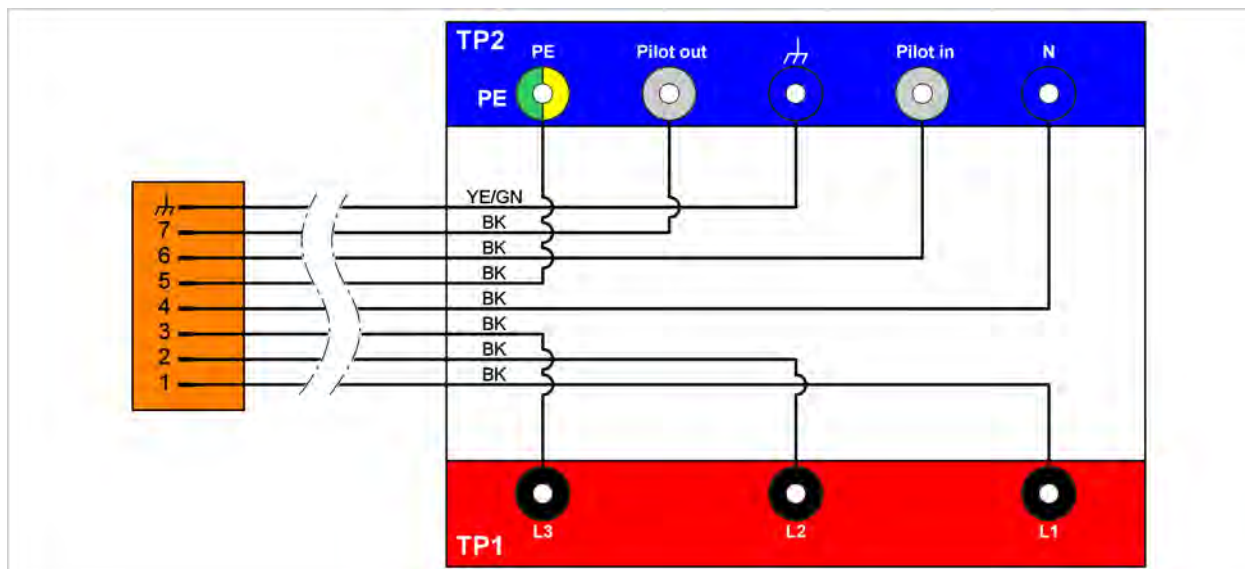 TP2
PE Pilot out Pilot in N
PE
YE/GN
7 BK
6 BK
5 BK
4 BK
3 BK
2 BK
1 BK
L3 L2 L1
TP1